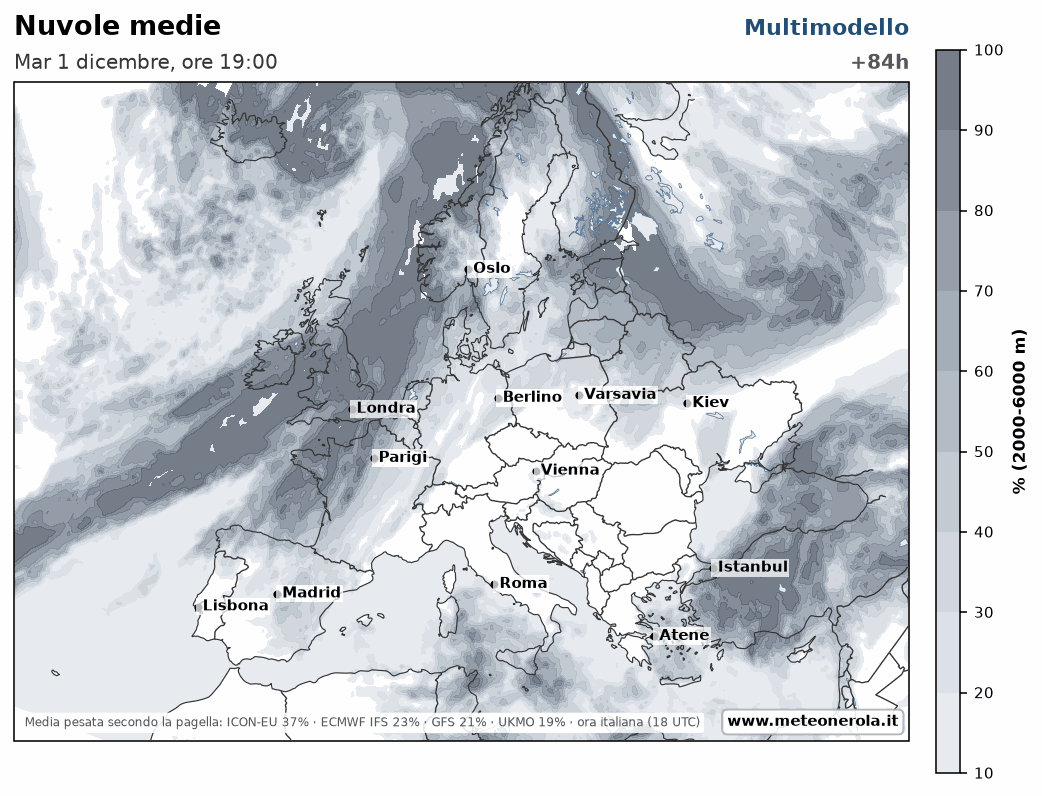 Nuvole medie
Multimodello
Mar 1 dicembre, ore 19:00
+84h
100
90
80
70
60
50
40
30
20
10
% (2000-6000 m)
Oslo
Berlino
Varsavia
Kiev
Londra
Parigi
Vienna
Istanbul
Roma
Madrid
Lisbona
Atene
Media pesata secondo la pagella: ICON-EU 37% · ECMWF IFS 23% · GFS 21% · UKMO 19% · ora italiana (18 UTC)
www.meteonerola.it